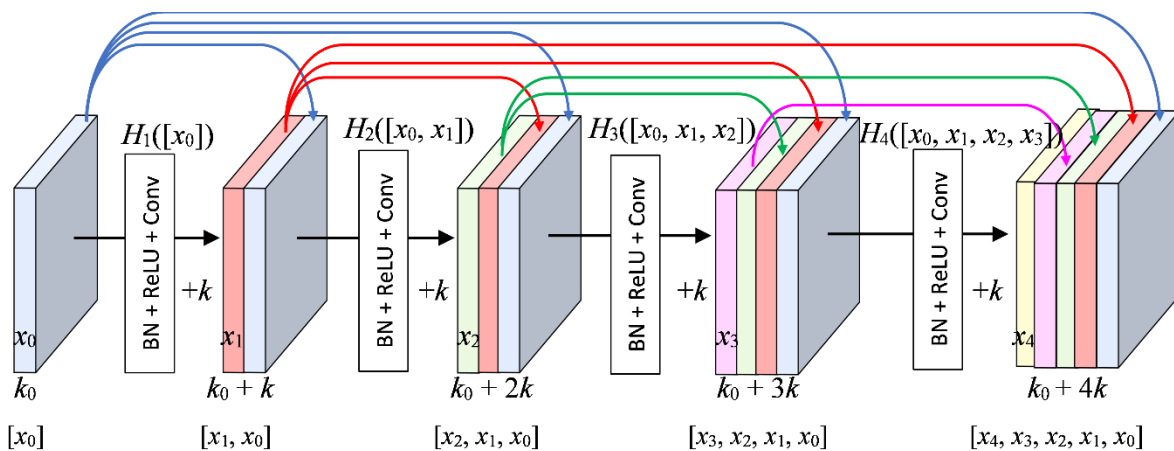 H₁([x₀])
H₂([x₀, x₁])
H₃([x₀, x₁, x₂])
H₄([x₀, x₁, x₂, x₃])
BN + ReLU + Conv
BN + ReLU + Conv
BN + ReLU + Conv
BN + ReLU + Conv
+k
+k
+k
+k
x₀
x₁
x₂
x₃
x₄
k₀
k₀ + k
k₀ + 2k
k₀ + 3k
k₀ + 4k
[x₀]
[x₁, x₀]
[x₂, x₁, x₀]
[x₃, x₂, x₁, x₀]
[x₄, x₃, x₂, x₁, x₀]